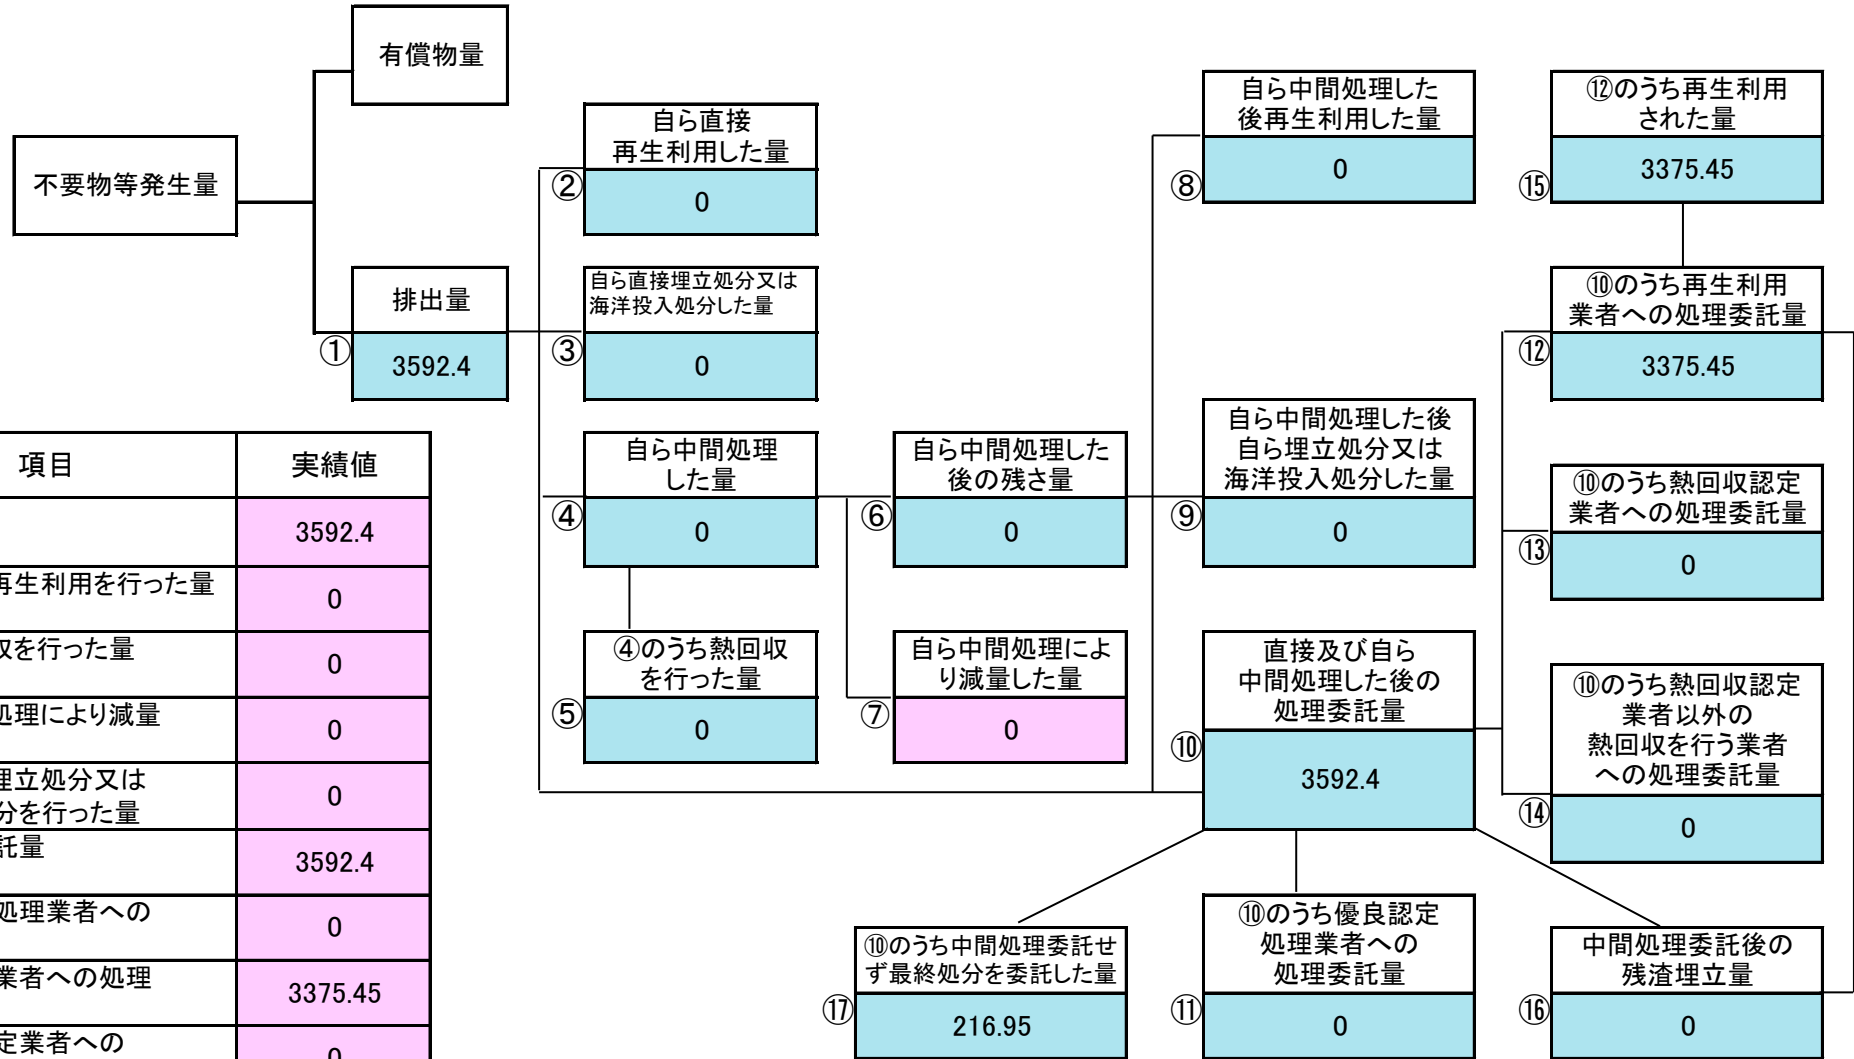 有償物量
不要物等発生量
排出量
①
3592.4
自ら直接
再生利用した量
②
0
自ら直接埋立処分又は
海洋投入処分した量
③
0
自ら中間処理
した量
④
0
④のうち熱回収
を行った量
⑤
0
自ら中間処理した
後の残さ量
⑥
0
自ら中間処理によ
り減量した量
⑦
0
自ら中間処理した
後再生利用した量
⑧
0
自ら中間処理した後
自ら埋立処分又は
海洋投入処分した量
⑨
0
直接及び自ら
中間処理した後の
処理委託量
⑩
3592.4
⑫のうち再生利用
された量
⑮
3375.45
⑩のうち再生利用
業者への処理委託量
⑫
3375.45
⑩のうち熱回収認定
業者への処理委託量
⑬
0
⑩のうち熱回収認定
業者以外の
熱回収を行う業者
への処理委託量
⑭
0
⑩のうち中間処理委託せ
ず最終処分を委託した量
⑰
216.95
⑩のうち優良認定
処理業者への
処理委託量
⑪
0
中間処理委託後の
残渣埋立量
⑯
0
項目
実績値
3592.4
再生利用を行った量
0
収を行った量
0
処理により減量
0
埋立処分又は
分を行った量
0
託量
3592.4
処理業者への
0
業者への処理
3375.45
定業者への
0